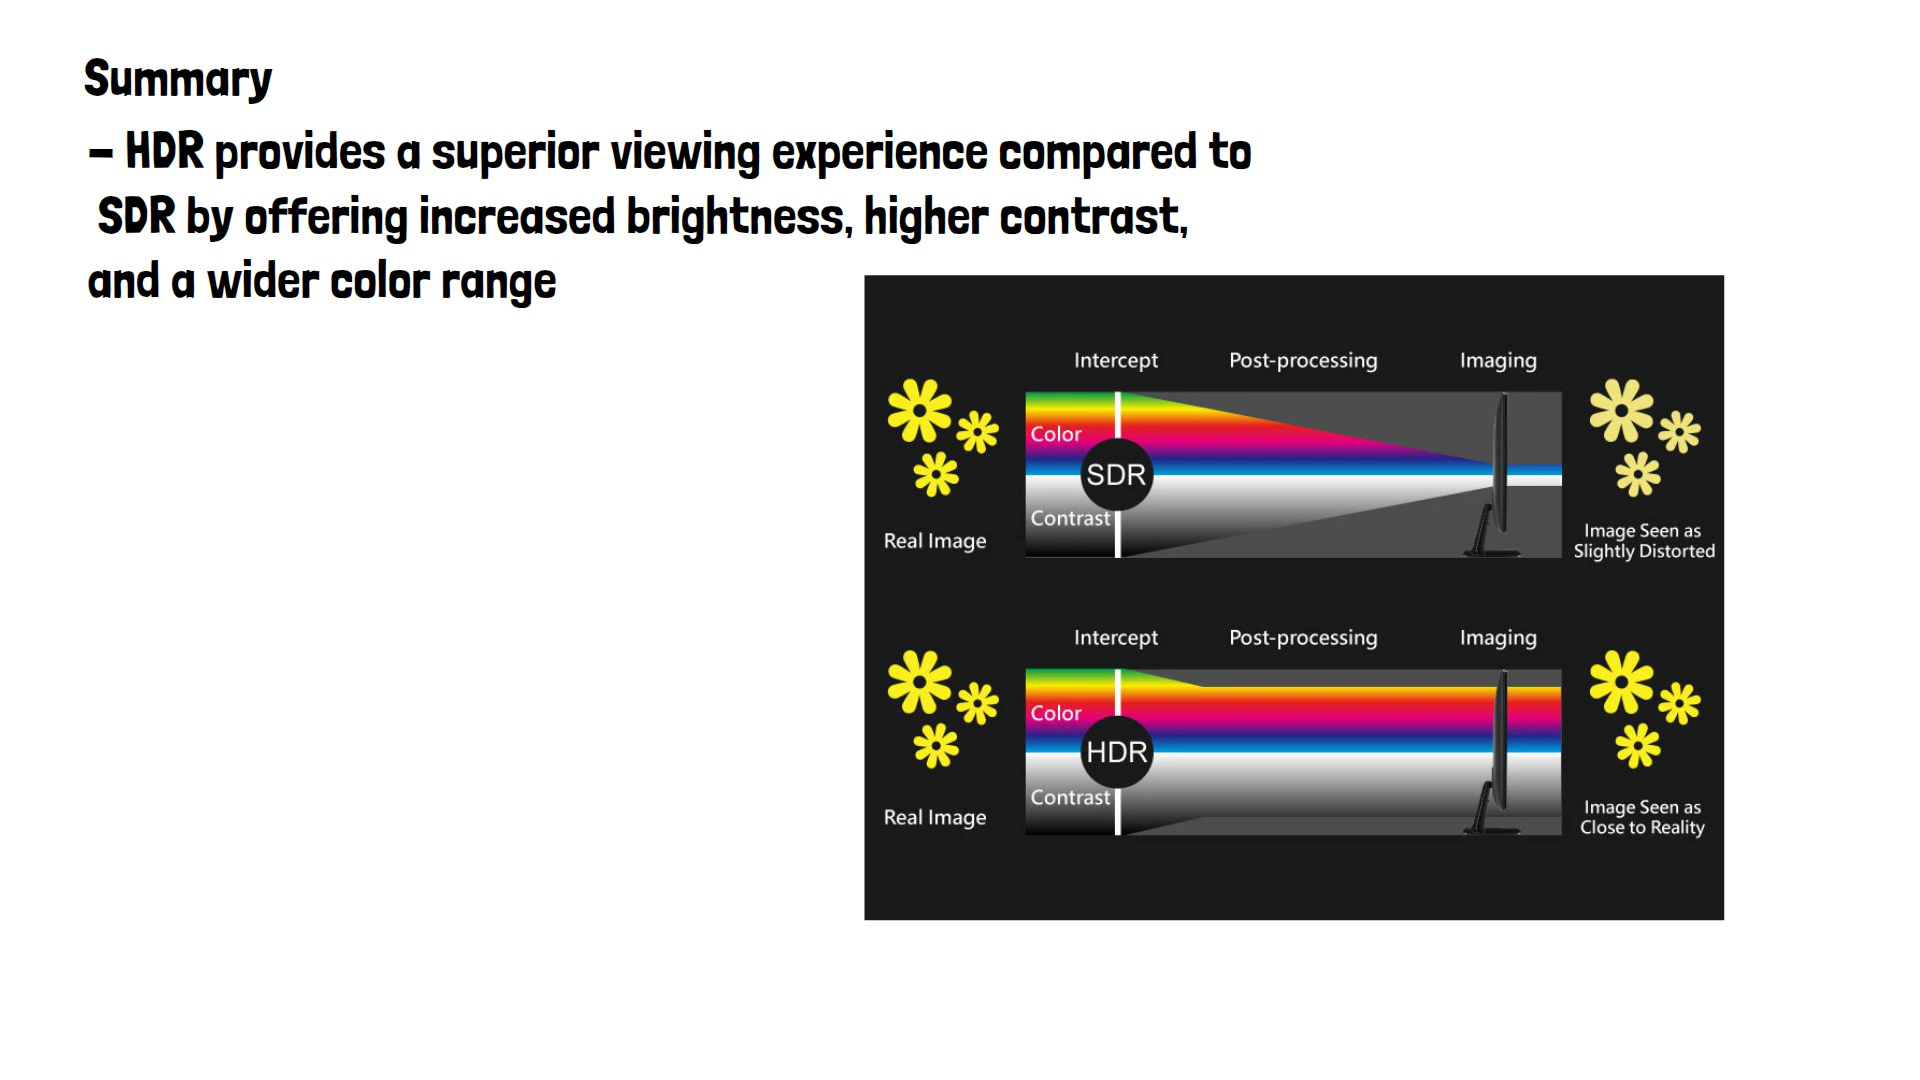 Summary
– HDR provides a superior viewing experience compared to
SDR by offering increased brightness, higher contrast,
and a wider color range
Intercept Post-processing Imaging
Color
SDR
Contrast
Real Image
Image Seen as
Slightly Distorted
Intercept Post-processing Imaging
Color
HDR
Contrast
Real Image
Image Seen as
Close to Reality